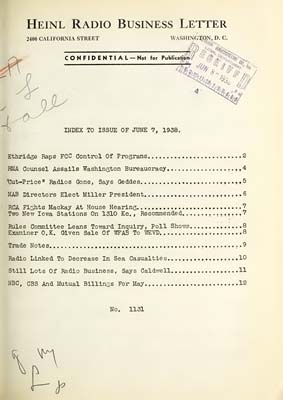 HEINL RADIO BUSINESS LETTER
2400 CALIFORNIA STREET WASHINGTON, D. C.
CONFIDENTIAL—Not for Publication
RECEIVED
JUN 8-1938
INDEX TO ISSUE OF JUNE 7, 1938.
Ethridge Raps FCC Control Of Programs..........................2
RMA Counsel Assails Washington Bureaucracy.....................4
"Cut-Price" Radios Gone, Says Geddes...........................5
NAB Directors Elect Miller President...........................6
RCA Fights Mackay At House Hearing.............................7
Two New Iowa Stations On 1310 Kc., Recommended.................7
Rules Committee Leans Toward Inquiry, Poll Shows...............8
Examiner O.K. Given Sale Of WFAS To WEVD.......................8
Trade Notes....................................................9
Radio Linked To Decrease In Sea Casualties....................10
Still Lots Of Radio Business, Says Caldwell...................11
NBC, CBS And Mutual Billings For May..........................12
No. 1131